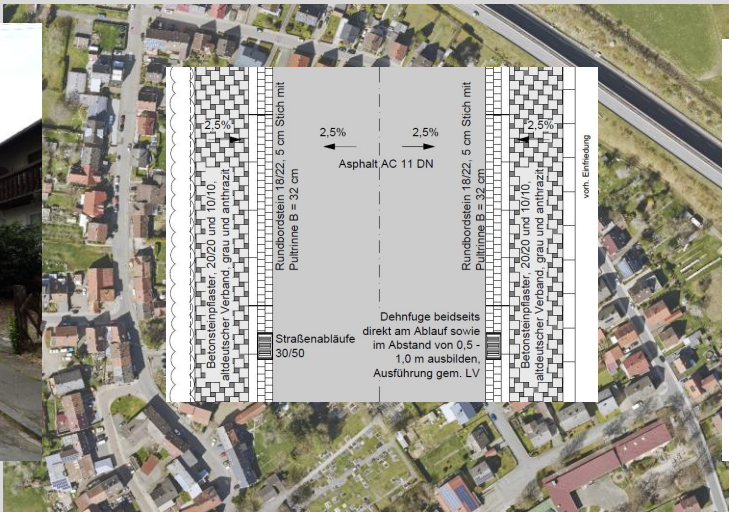 2,5%
Betonsteinpflaster, 20/20 und 10/10,
altdeutscher Verband, grau und anthrazit
Rundbordstein 18/22, 5 cm Stich mit
Pultrinne B = 32 cm
2,5%
2,5%
Asphalt AC 11 DN
Straßenabläufe
30/50
Dehnfuge beidseits
direkt am Ablauf sowie
im Abstand von 0,5 -
1,0 m ausbilden,
Ausführung gem. LV
Rundbordstein 18/22, 5 cm Stich mit
Pultrinne B = 32 cm
2,5%
Betonsteinpflaster, 20/20 und 10/10,
altdeutscher Verband, grau und anthrazit
vorh. Einfriedung